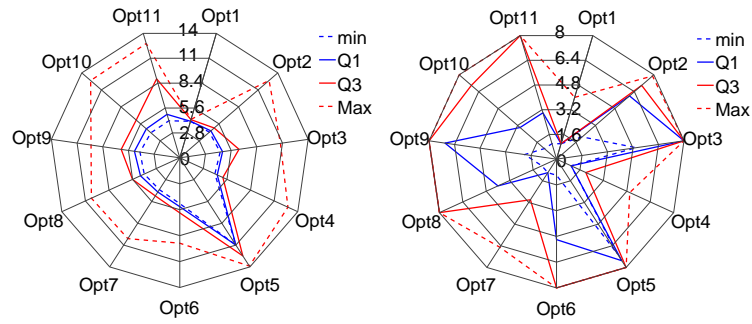 Opt1
Opt2
Opt3
Opt4
Opt5
Opt6
Opt7
Opt8
Opt9
Opt10
Opt11
14
11
8.4
5.6
2.8
0
min
Q1
Q3
Max
Opt1
Opt2
Opt3
Opt4
Opt5
Opt6
Opt7
Opt8
Opt9
Opt10
Opt11
8
6.4
4.8
3.2
1.6
0
min
Q1
Q3
Max